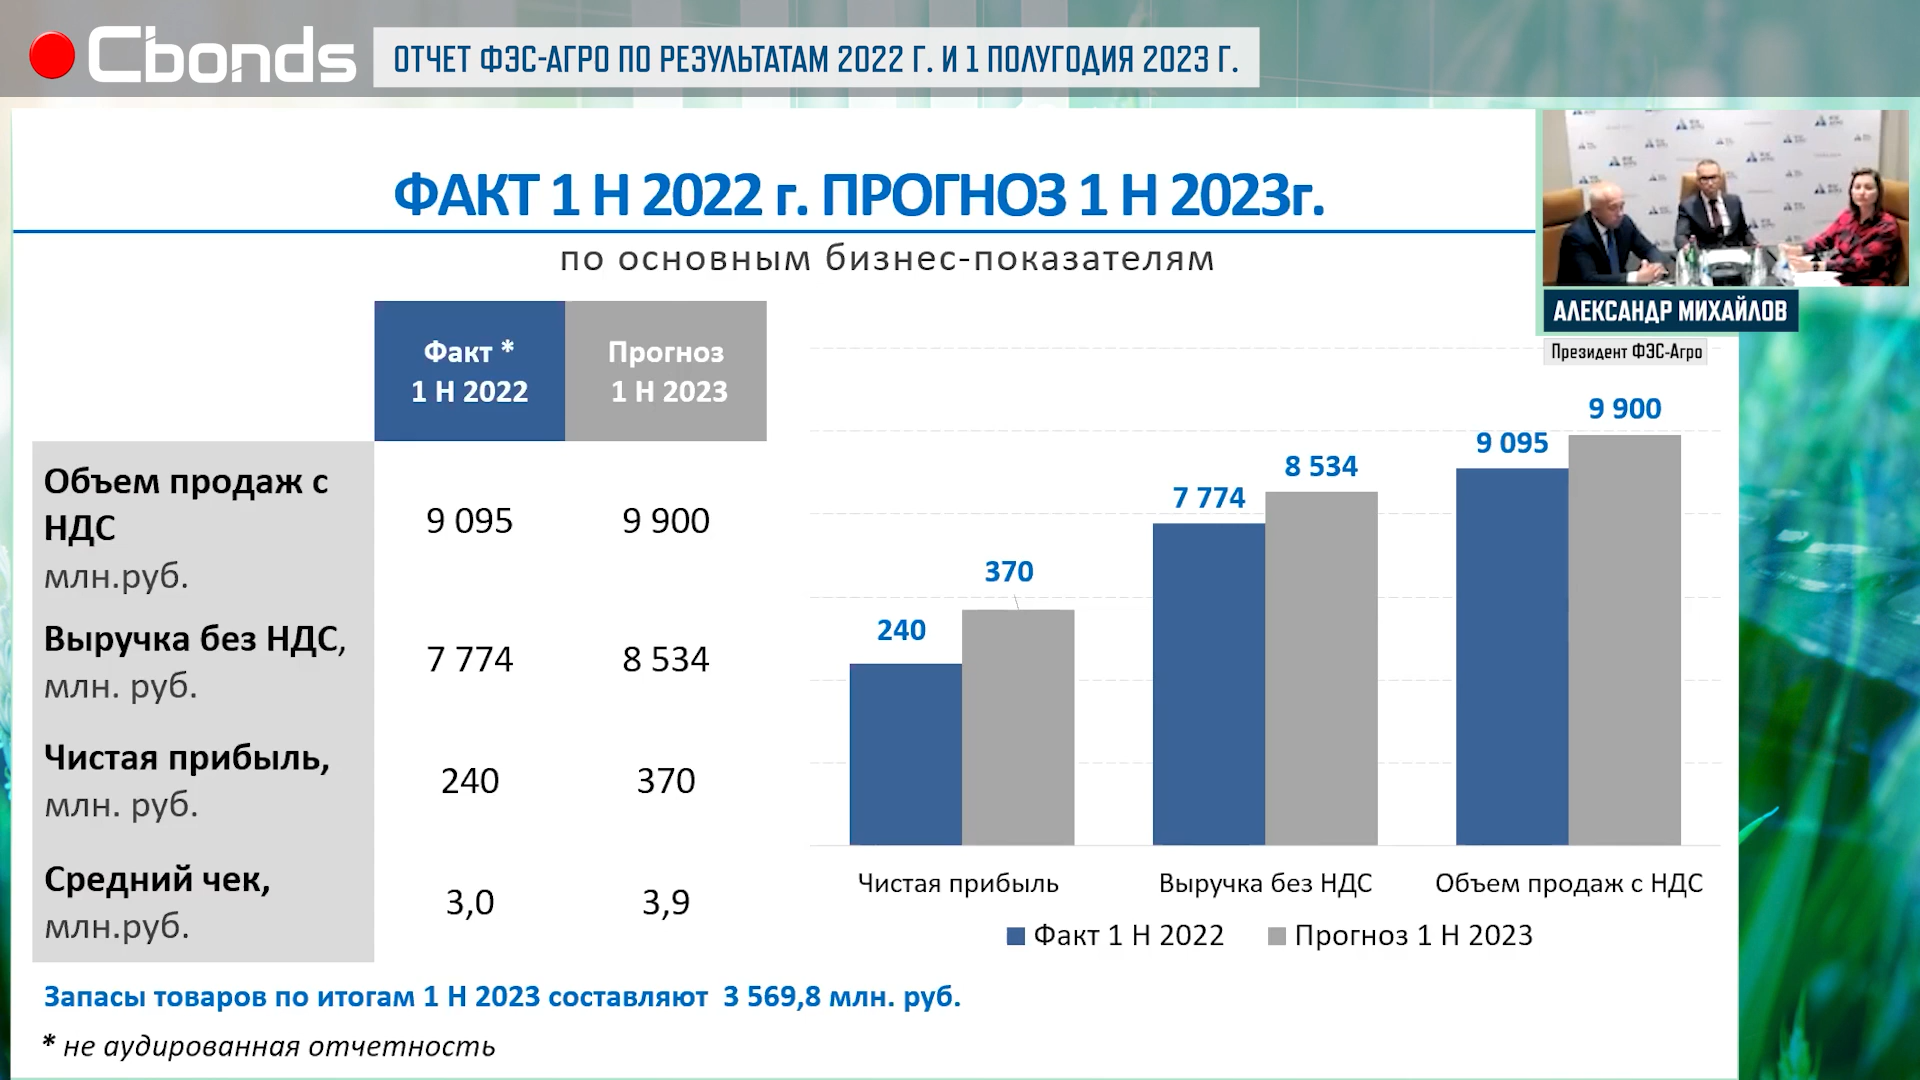 Cbonds
ОТЧЕТ ФЭС-АГРО ПО РЕЗУЛЬТАТАМ 2022 Г. И 1 ПОЛУГОДИЯ 2023 Г.
ФАКТ 1 Н 2022 г. ПРОГНОЗ 1 Н 2023г.
по основным бизнес-показателям
АЛЕКСАНДР МИХАЙЛОВ
Президент ФЭС-Агро
Факт *
1 Н 2022
Прогноз
1 Н 2023
Объем продаж с
НДС
млн.руб.
9 095
9 900
Выручка без НДС,
млн. руб.
7 774
8 534
Чистая прибыль,
млн. руб.
240
370
Средний чек,
млн.руб.
3,0
3,9
240
370
7 774
8 534
9 095
9 900
Чистая прибыль
Выручка без НДС
Объем продаж с НДС
Факт 1 Н 2022
Прогноз 1 Н 2023
Запасы товаров по итогам 1 Н 2023 составляют 3 569,8 млн. руб.
* не аудированная отчетность